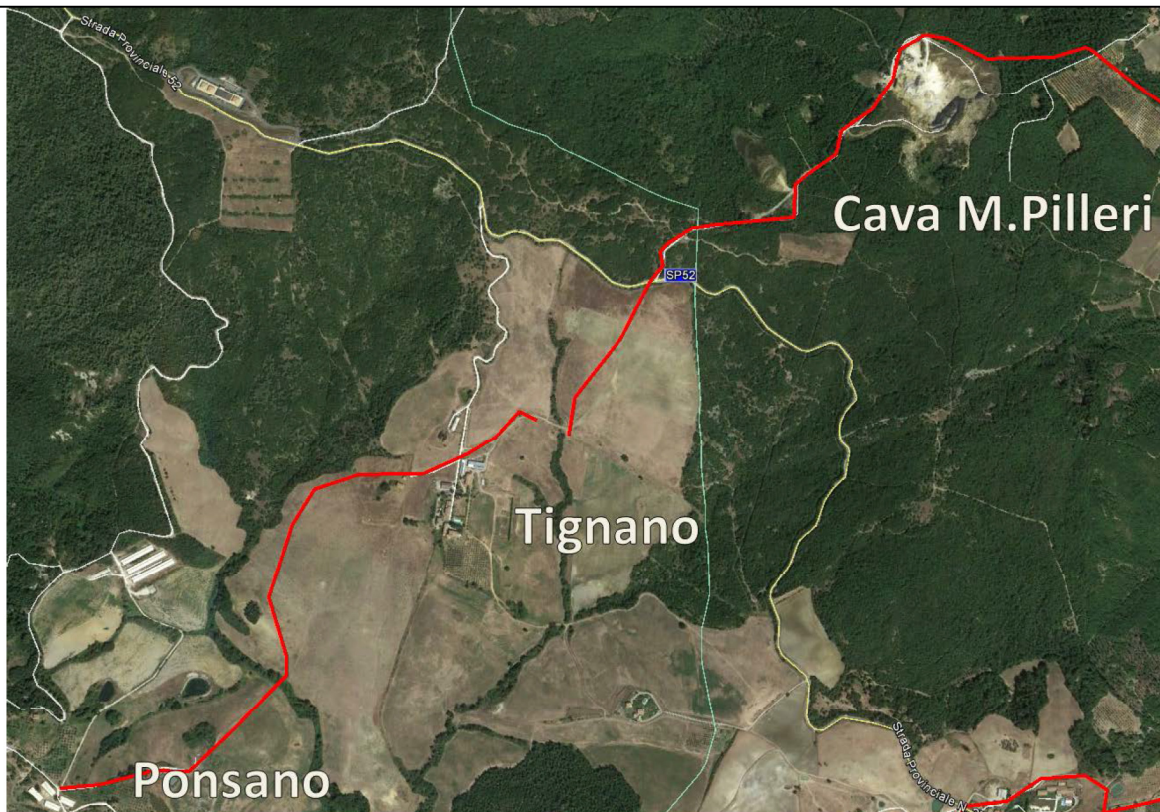 Strada Provinciale 52
Cava M.Pilleri
SP52
Tignano
Strada Provinciale N
Ponsano